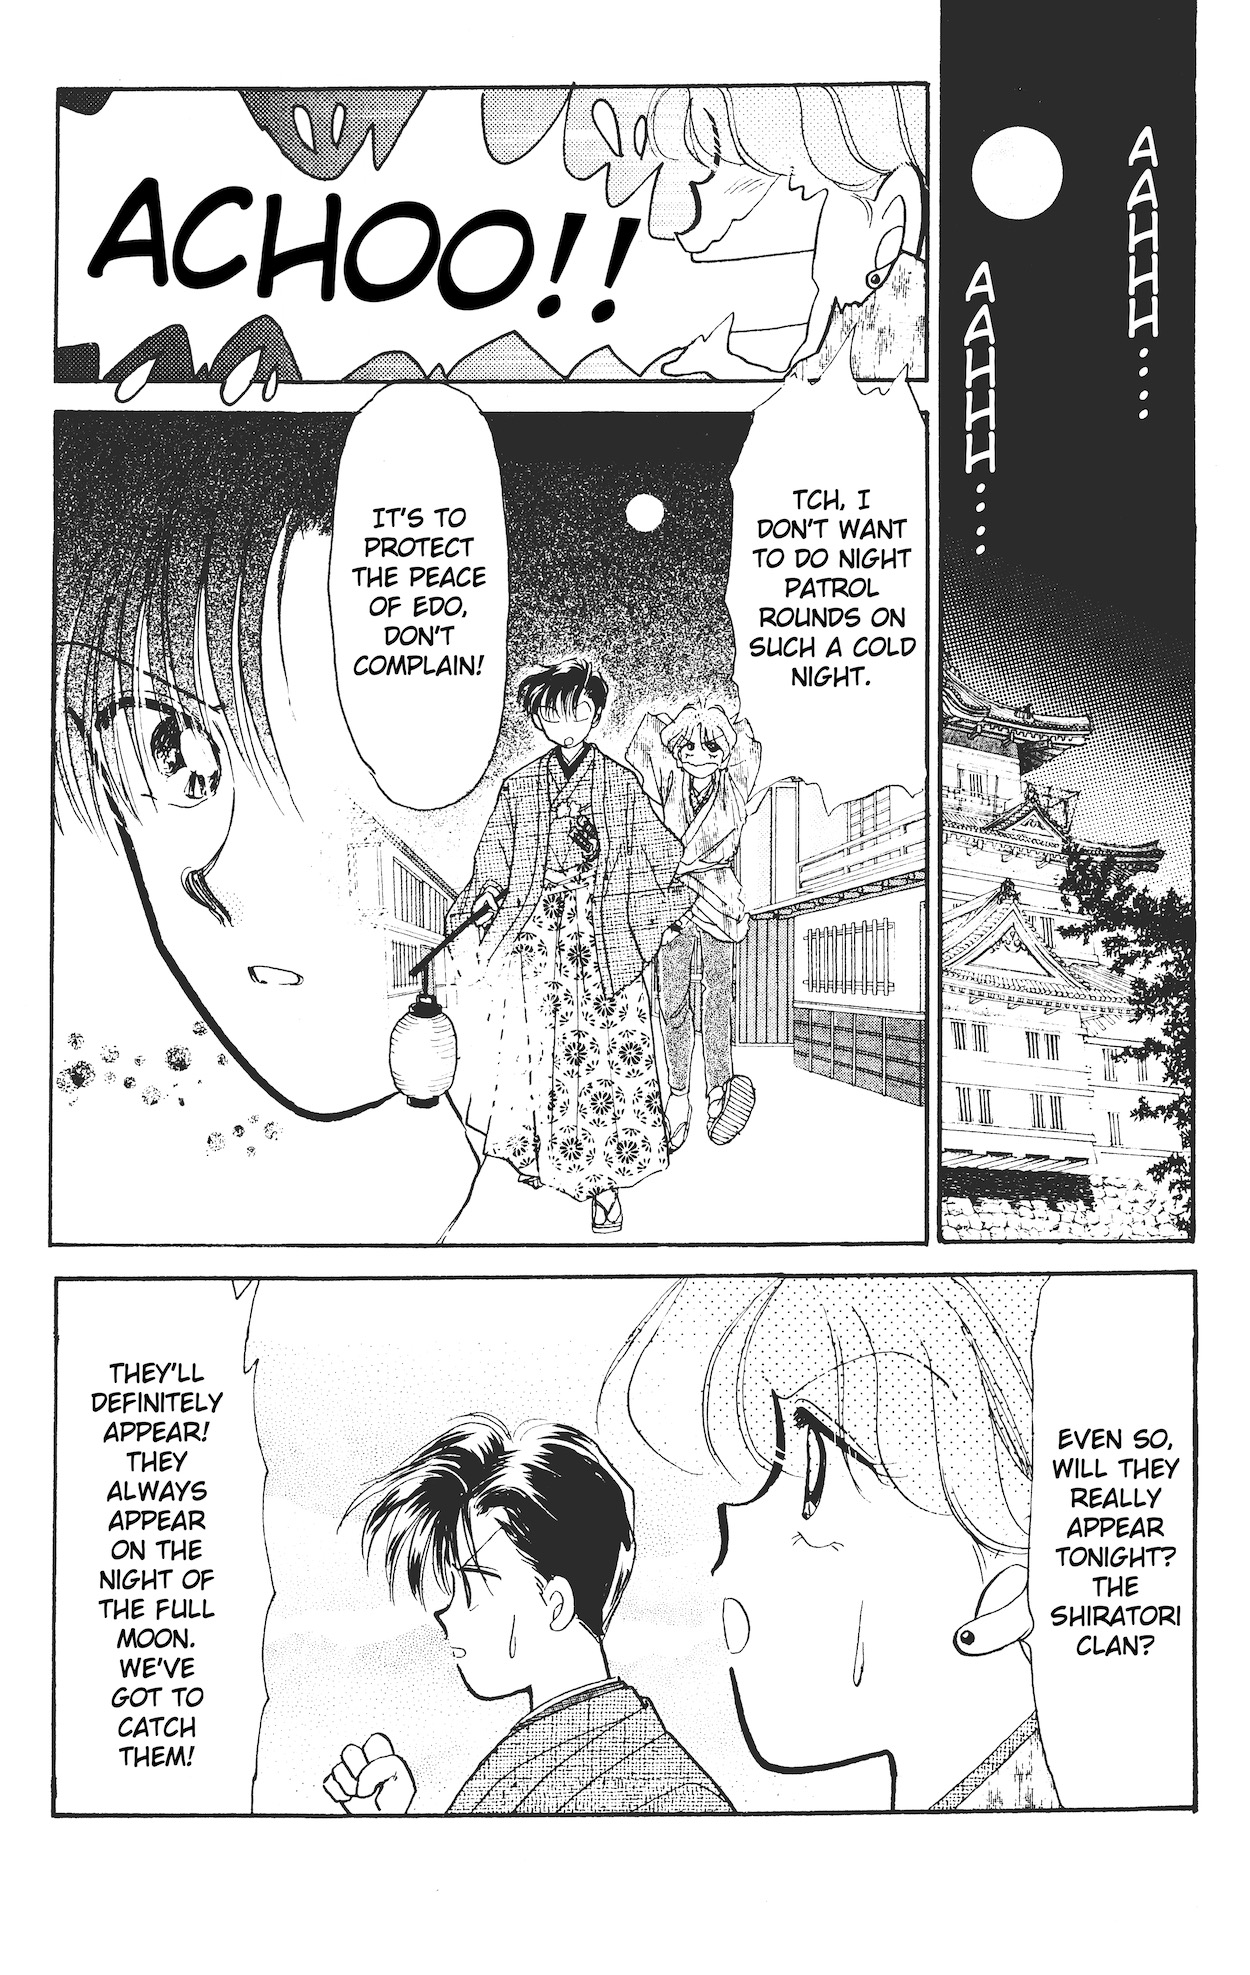 AAHHH....
AAHHH....
ACHOO!!
TCH, I
DON'T WANT
TO DO NIGHT
PATROL
ROUNDS ON
SUCH A COLD
NIGHT.
IT'S TO
PROTECT
THE PEACE
OF EDO,
DON'T
COMPLAIN!
EVEN SO,
WILL THEY
REALLY
APPEAR
TONIGHT?
THE
SHIRATORI
CLAN?
THEY'LL
DEFINITELY
APPEAR!
THEY
ALWAYS
APPEAR
ON THE
NIGHT OF
THE FULL
MOON.
WE'VE
GOT TO
CATCH
THEM!